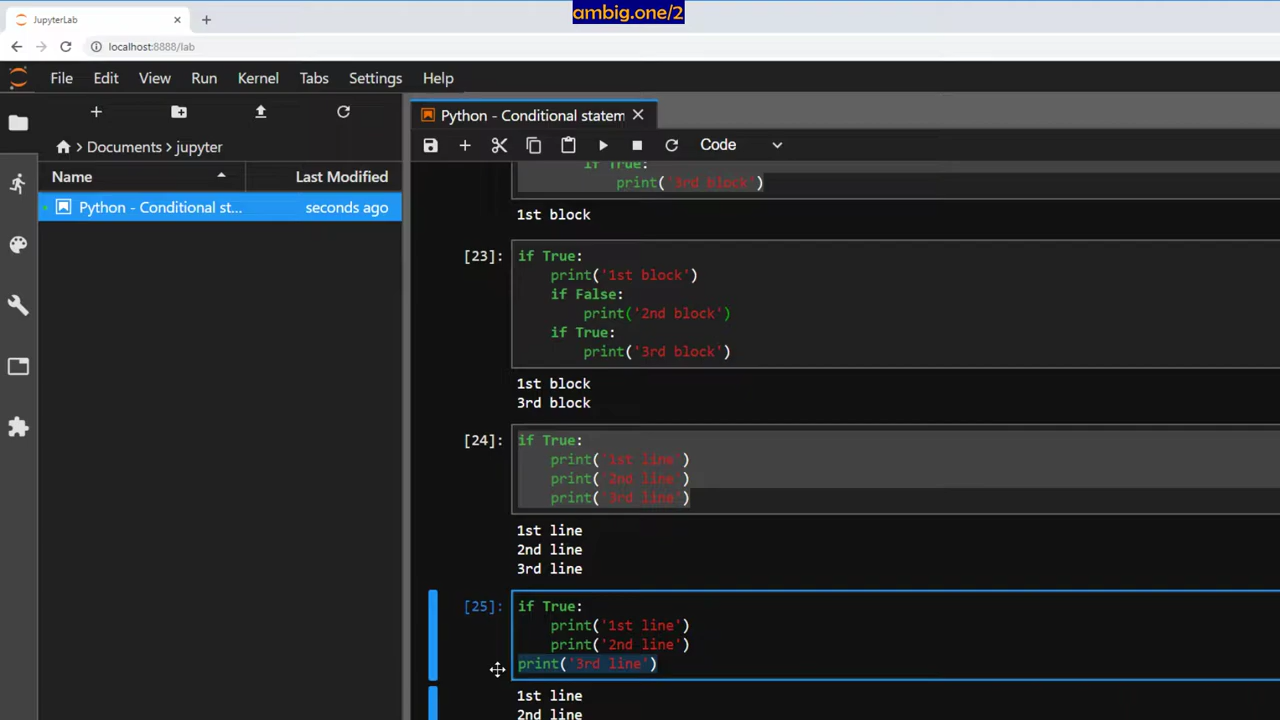 ambig.one/2
JupyterLab
localhost:8888/lab
File Edit View Run Kernel Tabs Settings Help
Python - Conditional statem
Documents > jupyter
Code
Name Last Modified
Python - Conditional st... seconds ago
if True:
print('3rd block')
1st block
[23]: if True:
print('1st block')
if False:
print('2nd block')
if True:
print('3rd block')
1st block
3rd block
[24]: if True:
print('1st line')
print('2nd line')
print('3rd line')
1st line
2nd line
3rd line
[25]: if True:
print('1st line')
print('2nd line')
print('3rd line')
1st line
2nd line